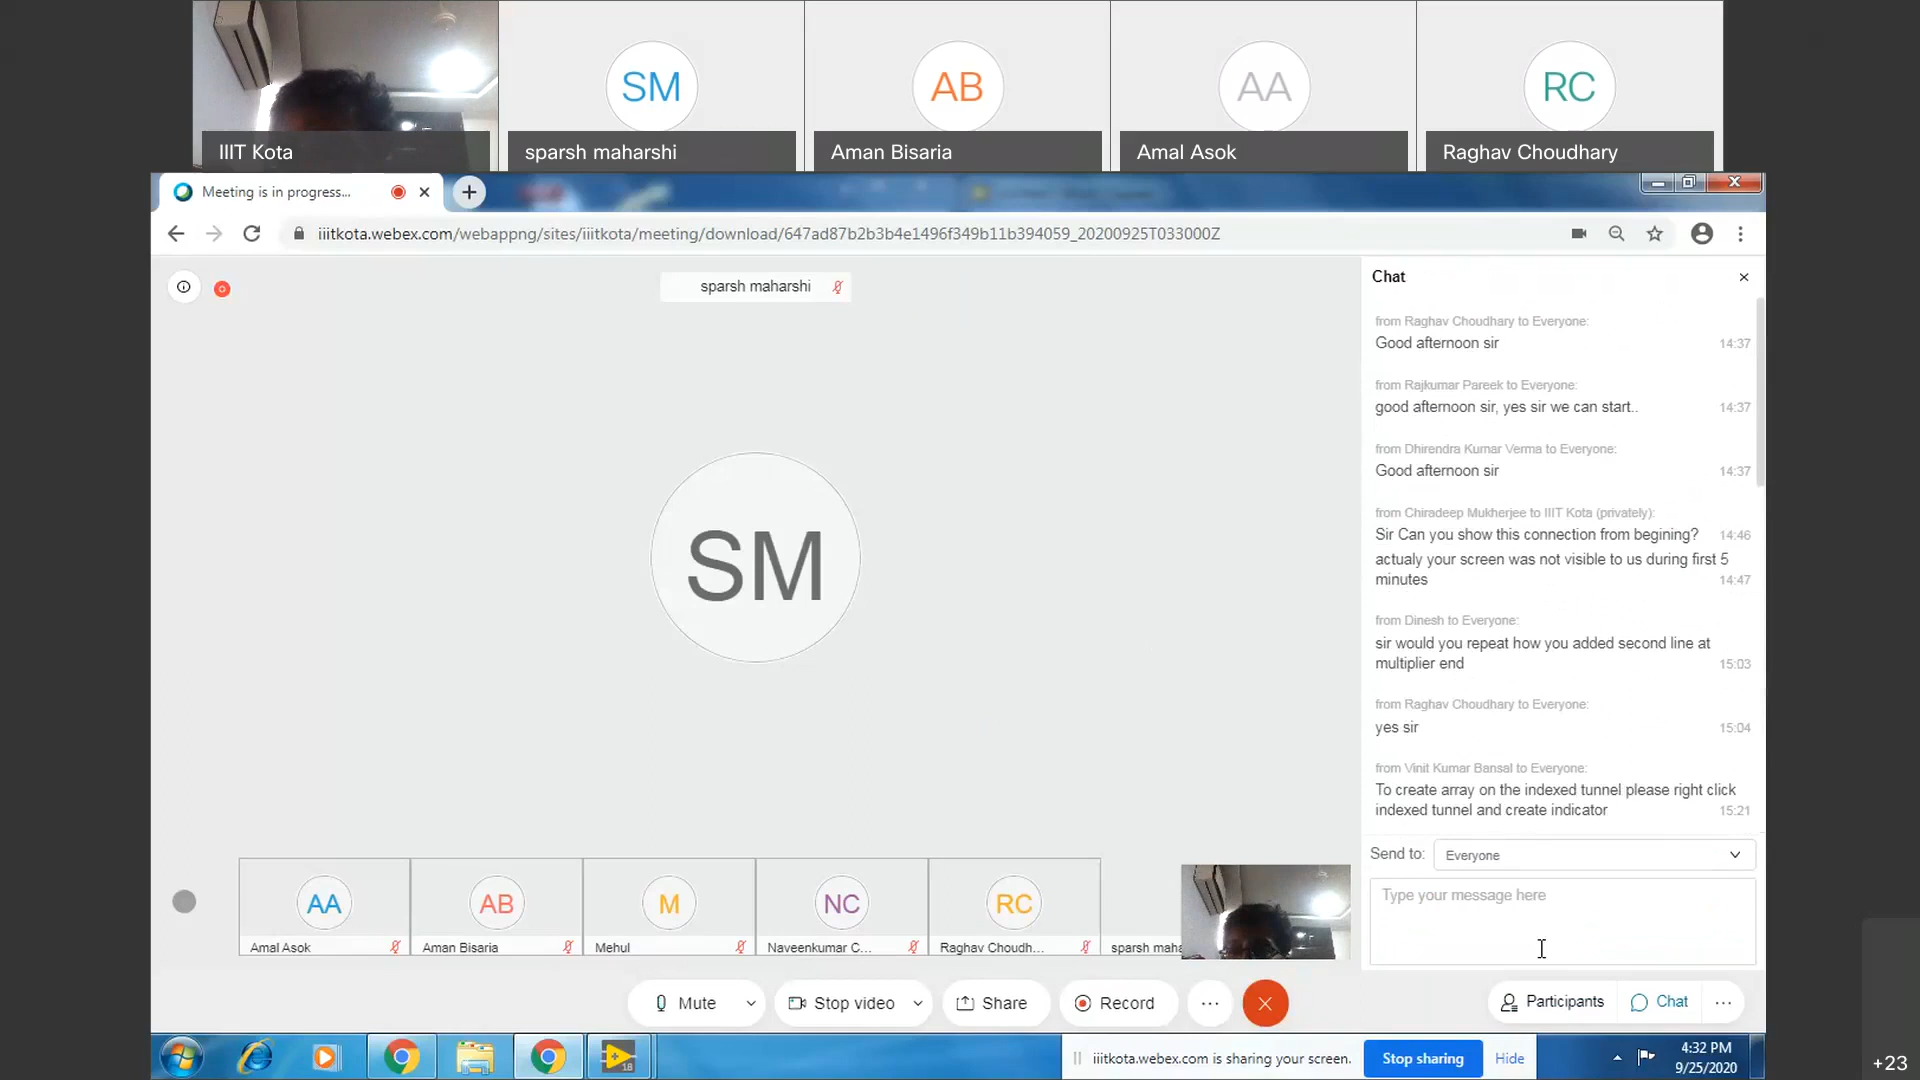 SM
AB
AA
RC
IIIT Kota
sparsh maharshi
Aman Bisaria
Amal Asok
Raghav Choudhary
Meeting is in progress...
iiitkota.webex.com/webappng/sites/iiitkota/meeting/download/647ad87b2b3b4e1496f349b11b394059_20200925T033000Z
sparsh maharshi
SM
Chat
from Raghav Choudhary to Everyone:
Good afternoon sir 14:37
from Rajkumar Pareek to Everyone:
good afternoon sir, yes sir we can start.. 14:37
from Dhirendra Kumar Verma to Everyone:
Good afternoon sir 14:37
from Chiradeep Mukherjee to IIIT Kota (privately):
Sir Can you show this connection from begining? 14:46
actualy your screen was not visible to us during first 5
minutes 14:47
from Dinesh to Everyone:
sir would you repeat how you added second line at
multiplier end 15:03
from Raghav Choudhary to Everyone:
yes sir 15:04
from Vinit Kumar Bansal to Everyone:
To create array on the indexed tunnel please right click
indexed tunnel and create indicator 15:21
Send to: Everyone
Type your message here
AA
AB
M
NC
RC
Amal Asok
Aman Bisaria
Mehul
Naveenkumar C...
Raghav Choudh...
sparsh maha
Mute
Stop video
Share
Record
Participants
Chat
18
iiitkota.webex.com is sharing your screen.
Stop sharing
Hide
4:32 PM
9/25/2020
+23